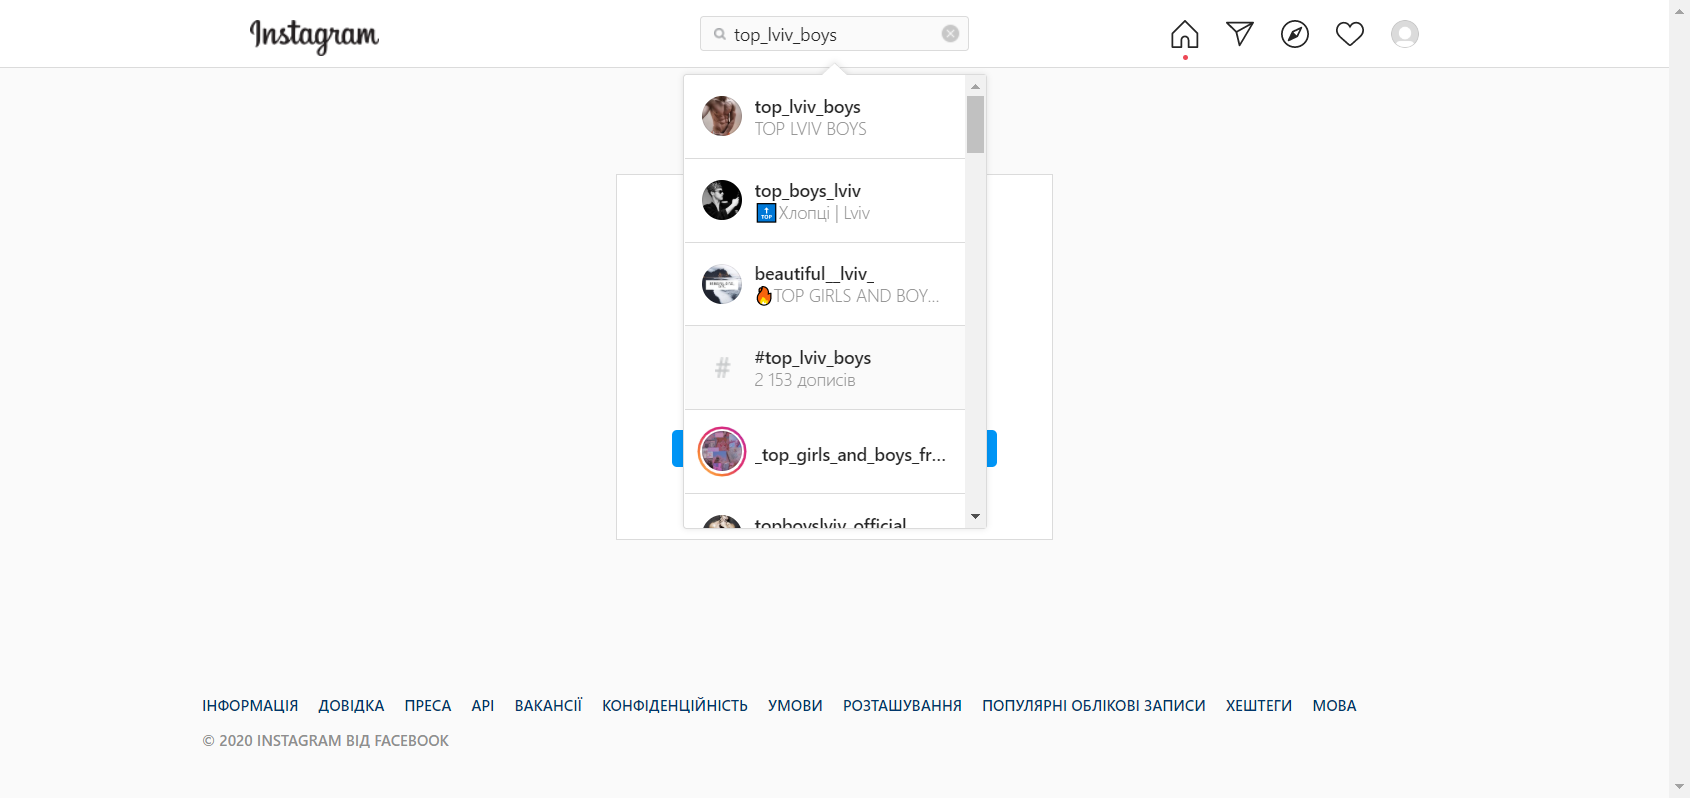 Instagram
top_lviv_boys
top_lviv_boys
TOP LVIV BOYS
top_boys_lviv
🔝Хлопці | Lviv
beautiful__lviv_
🔥TOP GIRLS AND BOY...
#top_lviv_boys
2 153 дописів
_top_girls_and_boys_fr...
topboyslviv_official
ІНФОРМАЦІЯ ДОВІДКА ПРЕСА API ВАКАНСІЇ КОНФІДЕНЦІЙНІСТЬ УМОВИ РОЗТАШУВАННЯ ПОПУЛЯРНІ ОБЛІКОВІ ЗАПИСИ ХЕШТЕГИ МОВА
© 2020 INSTAGRAM ВІД FACEBOOK